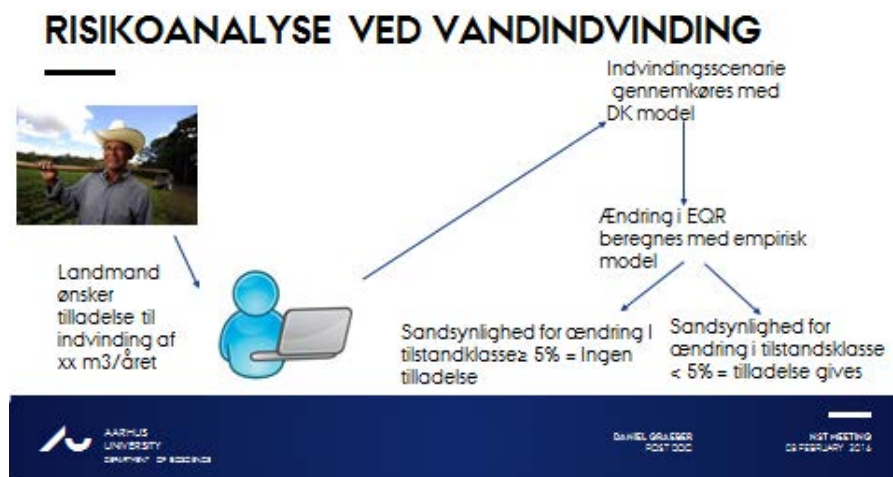 RISIKOANALYSE VED VANDINDVINDING
Indvindingsscenarie
gennemkøres med
DK model
Ændring i EQR
beregnes med empirisk
model
Landmand
ønsker
tilladelse til
indvinding af
xx m3/året
Sandsynlighed for ændring I
tilstandklasse≥ 5% = Ingen
tilladelse
Sandsynlighed for
ændring i tilstandsklasse
< 5% = tilladelse gives
AARHUS
UNIVERSITY
DEPARTMENT OF BIOSCIENCE
DANIEL GRAEBER
POST DOC
NST MEETING
FEBRUARY 2016